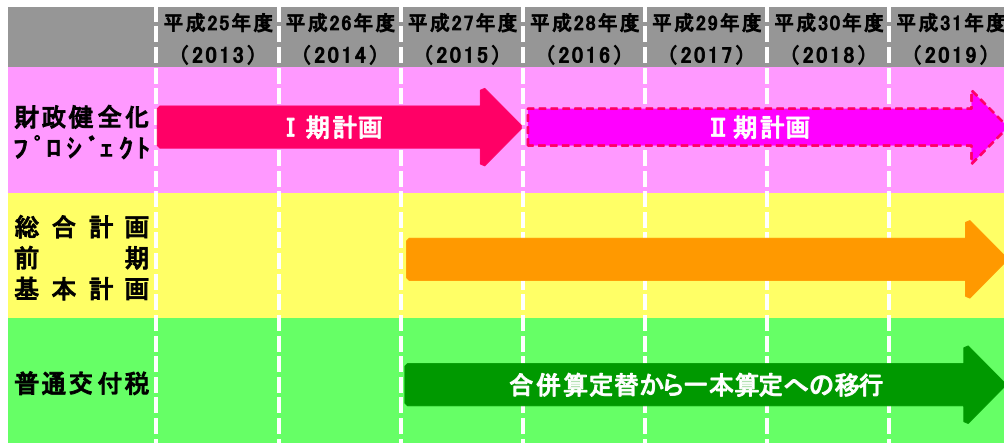 平成25年度 平成26年度 平成27年度 平成28年度 平成29年度 平成30年度 平成31年度
（2013） （2014） （2015） （2016） （2017） （2018） （2019）
財政健全化
プロジェクト
Ⅰ期計画 Ⅱ期計画
総合計画
前期
基本計画
普通交付税
合併算定替から一本算定への移行